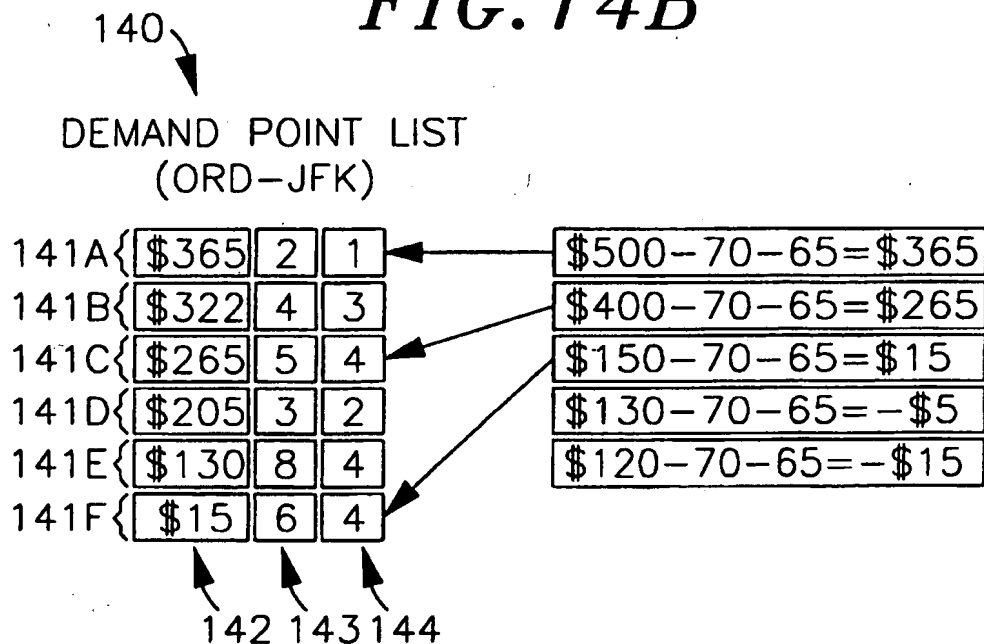 FIG. 14B
140
DEMAND POINT LIST
(ORD-JFK)
141A{ $365 2 1 $500-70-65=$365
141B{ $322 4 3 $400-70-65=$265
141C{ $265 5 4 $150-70-65=$15
141D{ $205 3 2 $130-70-65=-$5
141E{ $130 8 4 $120-70-65=-$15
141F{ $15 6 4
142 143 144